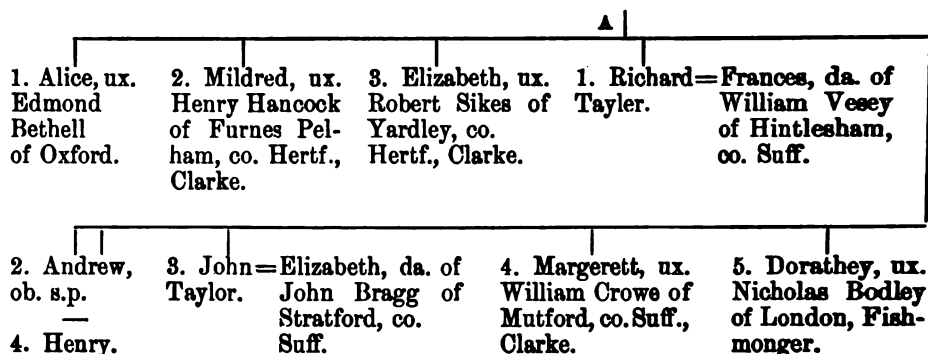 A
1. Alice, ux.
Edmond
Bethell
of Oxford.
2. Mildred, ux.
Henry Hancock
of Furnes Pel-
ham, co. Hertf.,
Clarke.
3. Elizabeth, ux.
Robert Sikes of
Yardley, co.
Hertf., Clarke.
1. Richard=Frances, da. of
Tayler. William Vesey
of Hintlesham,
co. Suff.
2. Andrew,
ob. s.p.
—
4. Henry.
3. John=Elizabeth, da. of
Taylor. John Bragg of
Stratford, co.
Suff.
4. Margerett, ux.
William Crowe of
Mutford, co. Suff.,
Clarke.
5. Dorathey, ux.
Nicholas Bodley
of London, Fish-
monger.